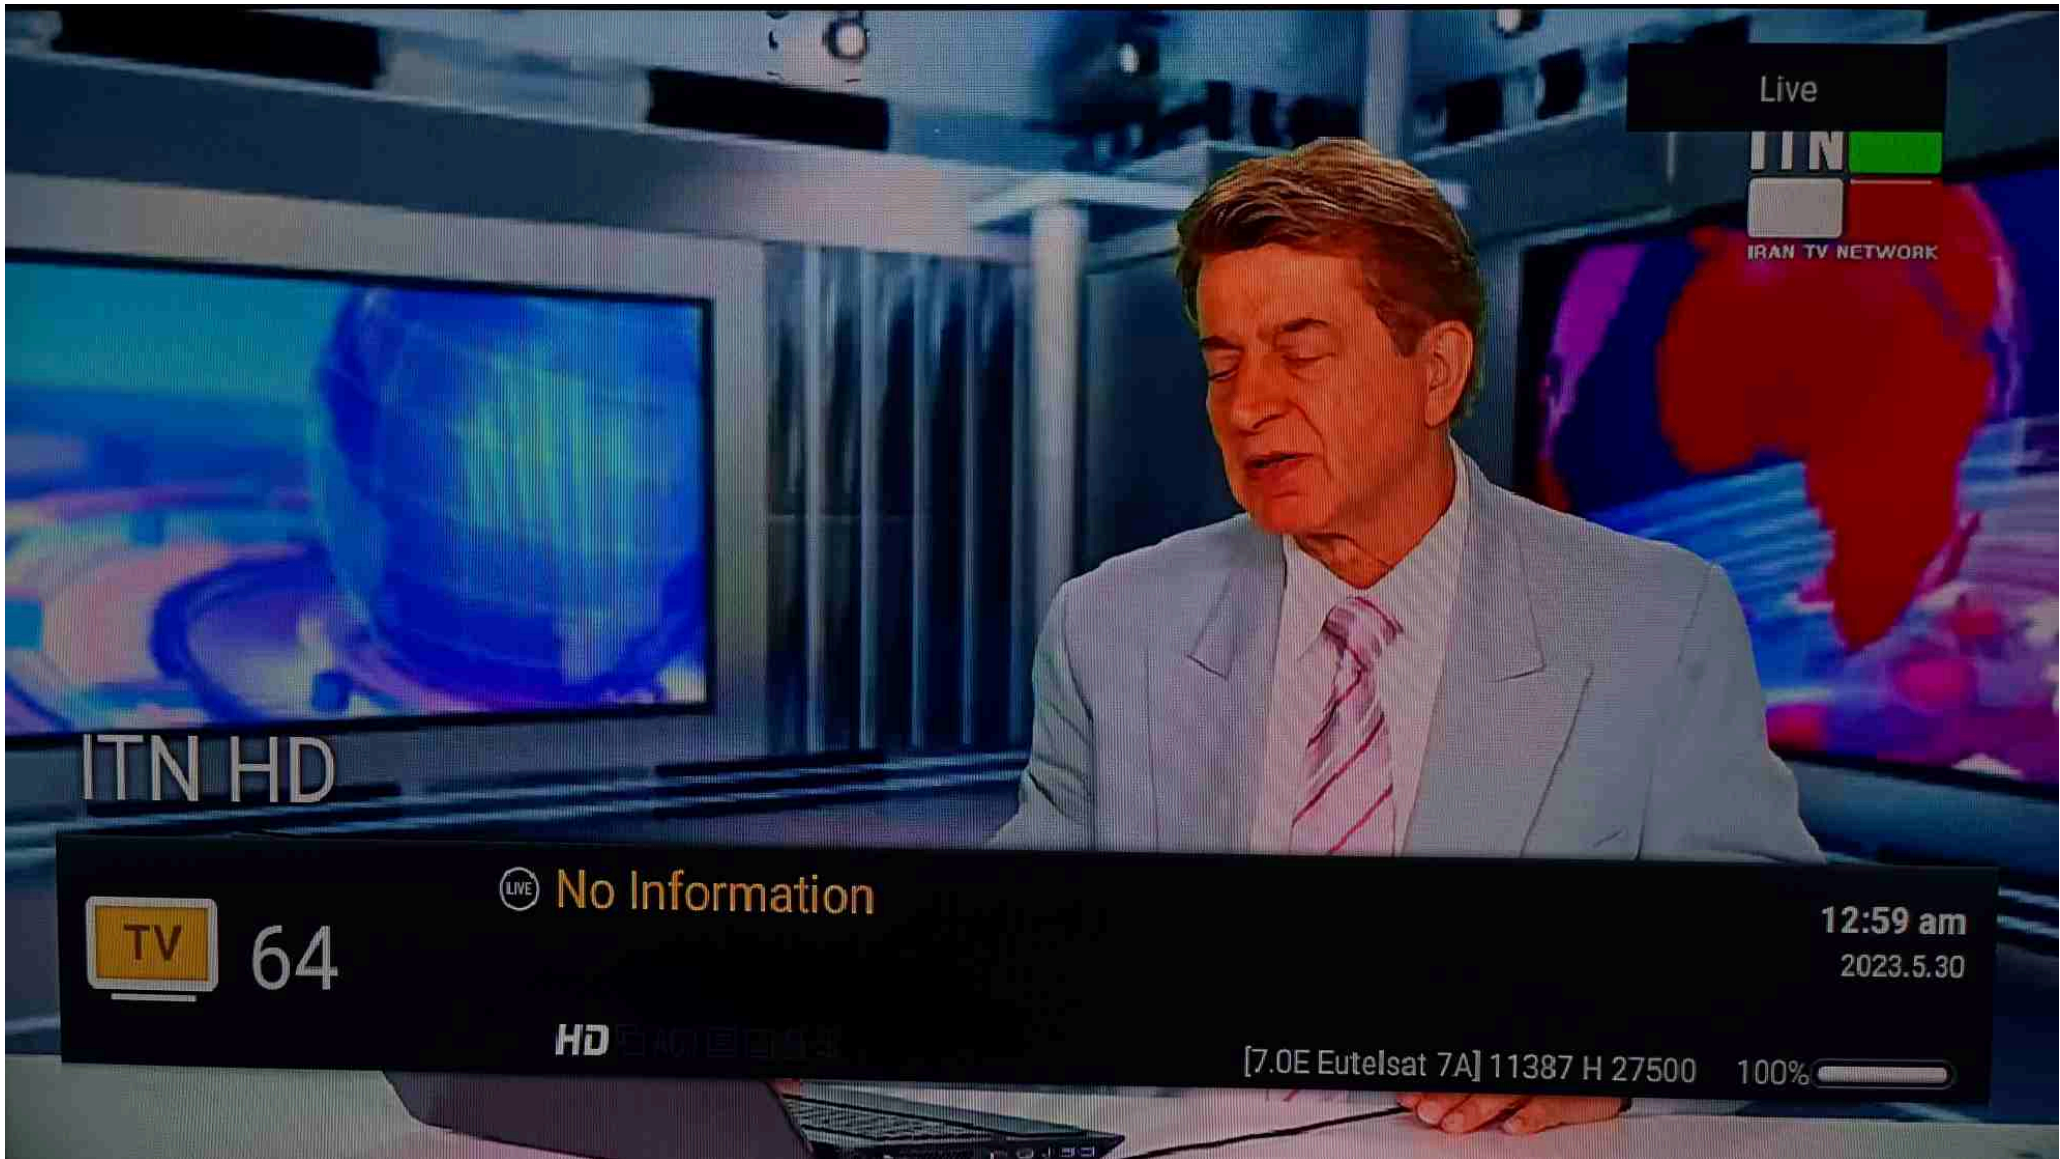 Live
ITN
IRAN TV NETWORK
ITN HD
LIVE No Information
TV 64
12:59 am
2023.5.30
HD
[7.0E Eutelsat 7A] 11387 H 27500 100%